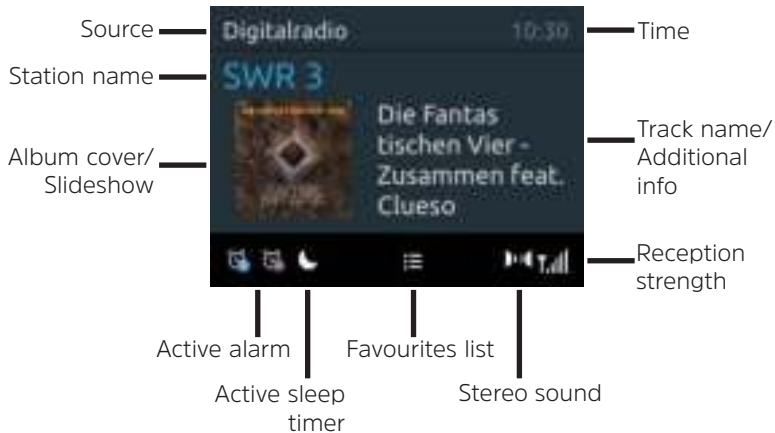 Source
Digitalradio
10:30
Time
Station name
SWR 3
Album cover/
Slideshow
Die Fantas
tischen Vier -
Zusammen feat.
Clueso
Track name/
Additional
info
Reception
strength
Active alarm
Favourites list
Active sleep
timer
Stereo sound